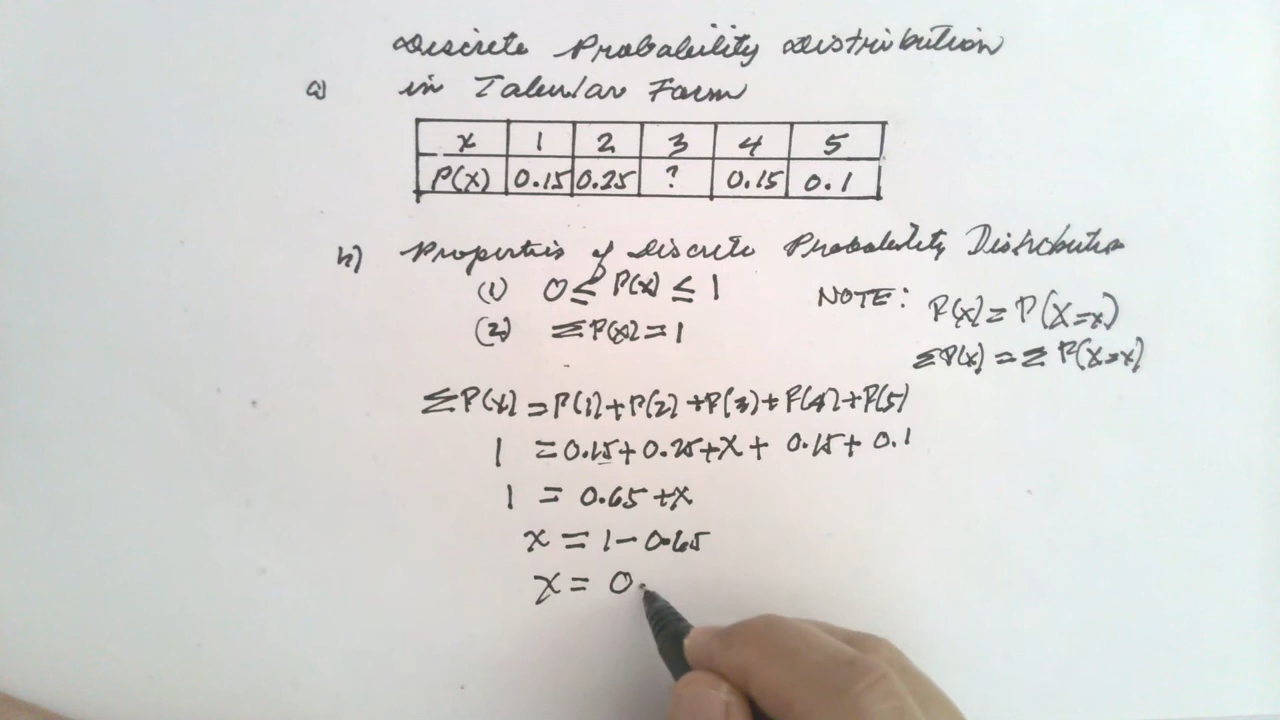 Discrete Probability Distribution
a) in Tabular Form
x 1 2 3 4 5
P(x) 0.15 0.25 ? 0.15 0.1
b) Properties of Discrete Probability Distribution
(1) 0 ≤ P(x) ≤ 1
NOTE: P(x) = P(X=x)
(2) ΣP(x) = 1
ΣP(x) = Σ P(X=x)
ΣP(x) = P(1) + P(2) + P(3) + P(4) + P(5)
1 = 0.15 + 0.25 + x + 0.15 + 0.1
1 = 0.65 + x
x = 1 - 0.65
x = 0.